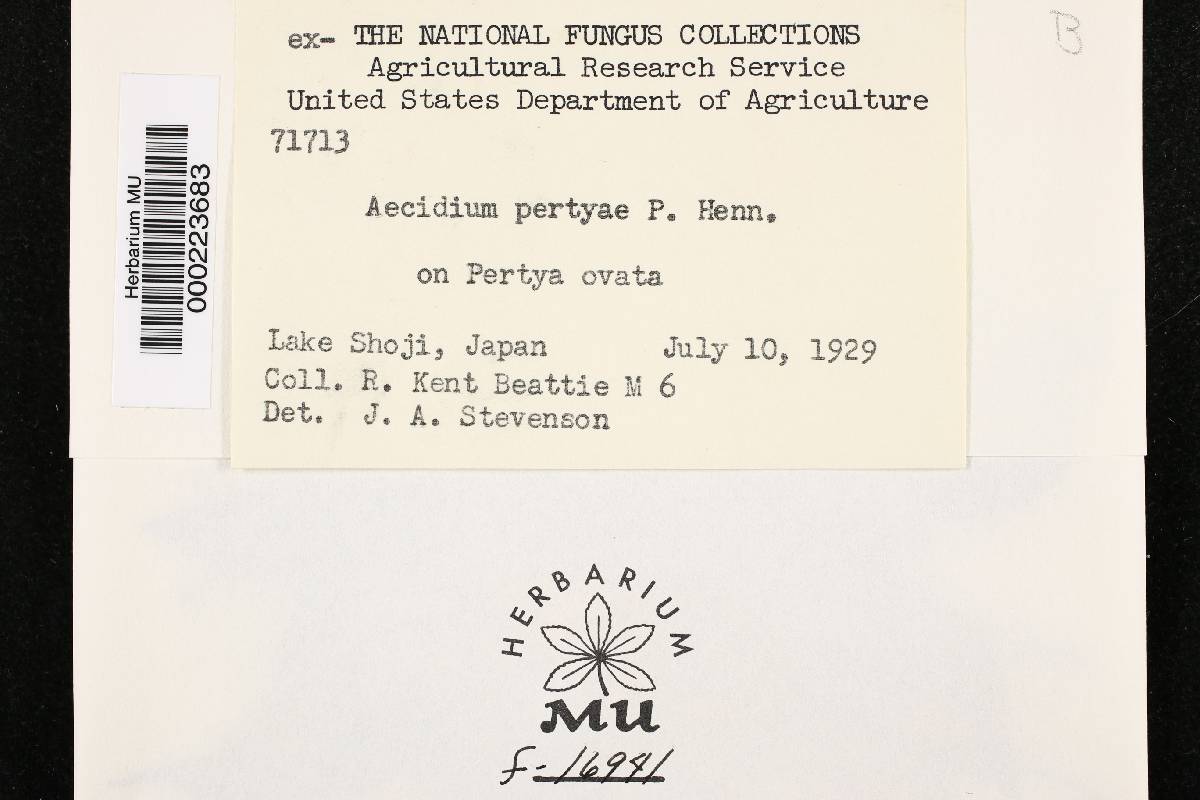 B
ex- THE NATIONAL FUNGUS COLLECTIONS
Agricultural Research Service
United States Department of Agriculture
71713
Aecidium pertyae P. Henn.
on Pertya ovata
Lake Shoji, Japan July 10, 1929
Coll. R. Kent Beattie M 6
Det. J. A. Stevenson
Herbarium MU
000223683
HERBARIUM
MU
f-16941